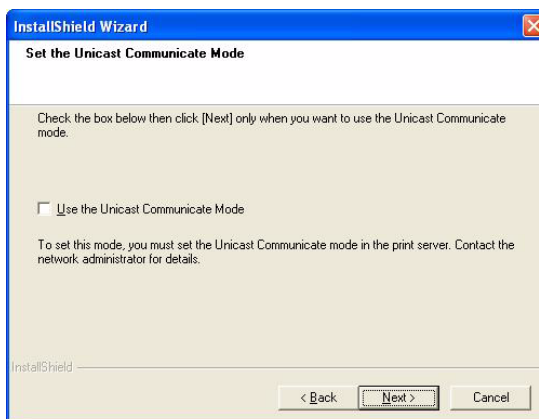 InstallShield Wizard
Set the Unicast Communicate Mode
Check the box below then click [Next] only when you want to use the Unicast Communicate
mode.
Use the Unicast Communicate Mode
To set this mode, you must set the Unicast Communicate mode in the print server. Contact the
network administrator for details.
InstallShield
< Back Next > Cancel